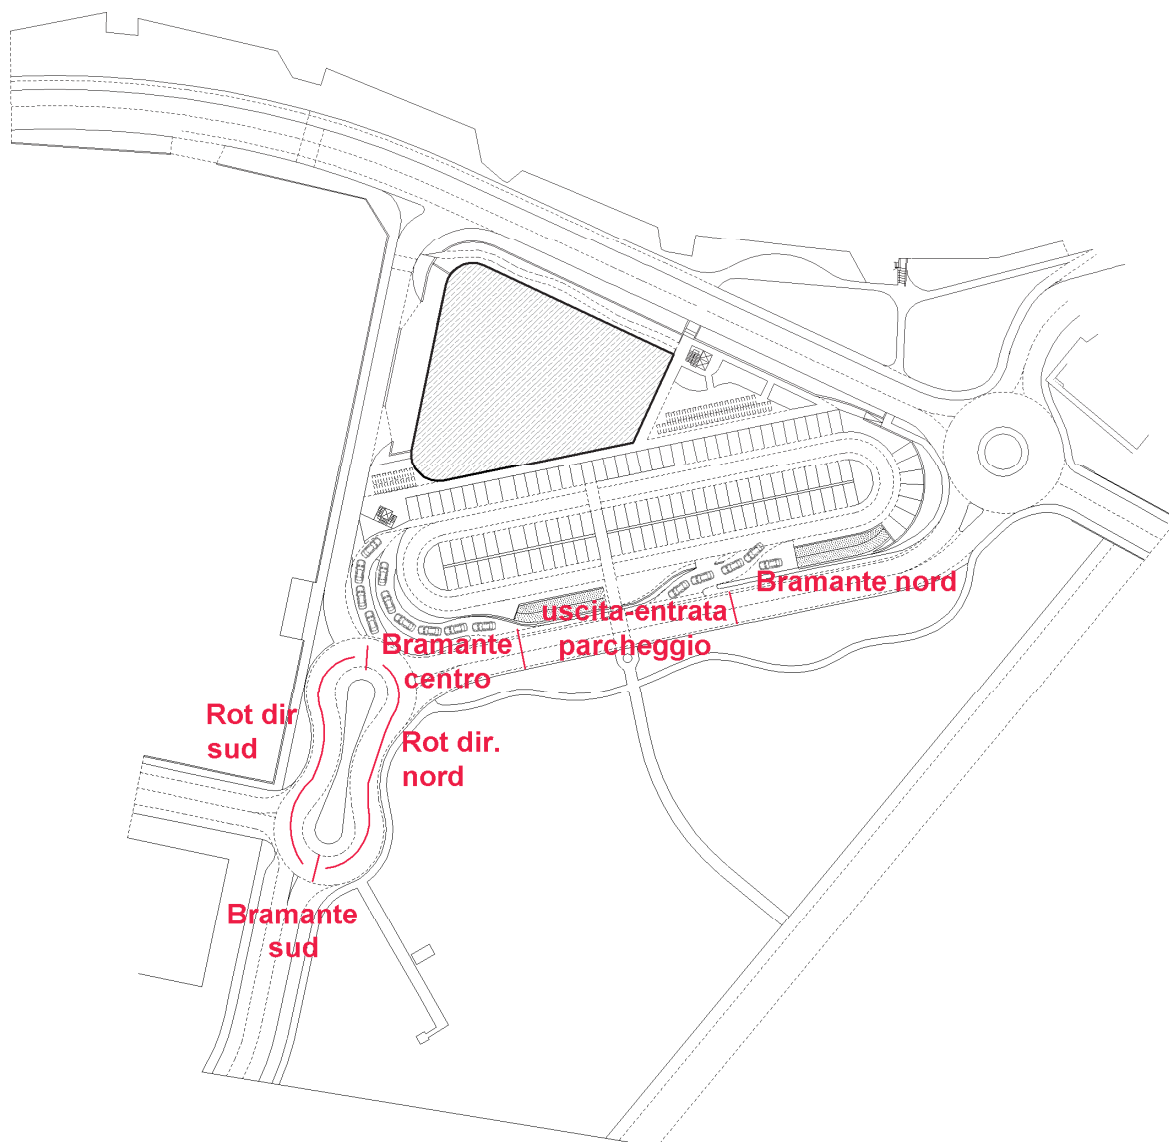 Bramante nord
uscita-entrata
parcheggio
Bramante
centro
Rot dir
sud
Rot dir.
nord
Bramante
sud